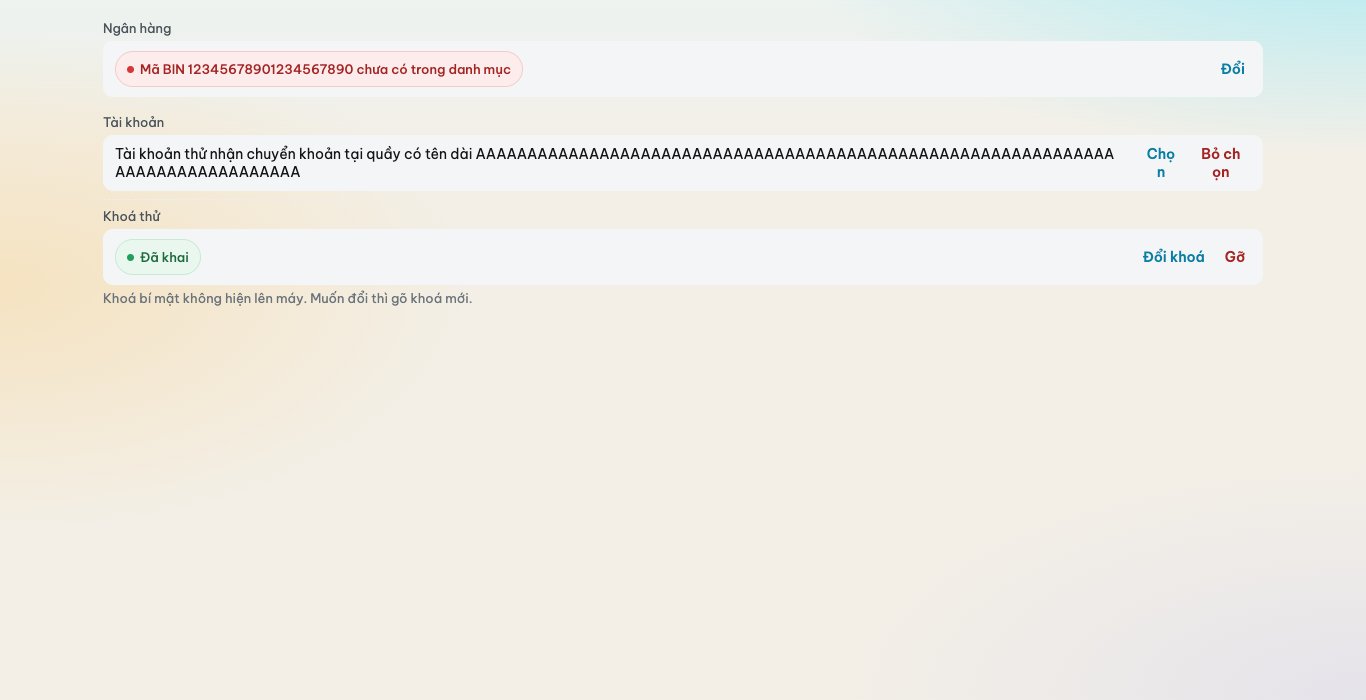 Ngân hàng
Mã BIN 12345678901234567890 chưa có trong danh mục
Đổi
Tài khoản
Tài khoản thử nhận chuyển khoản tại quầy có tên dài AAAAAAAAAAAAAAAAAAAAAAAAAAAAAAAAAAAAAAAAAAAAAAAAAAAAAAAAAAAAAA
AAAAAAAAAAAAAAAAAA
Chọ
n
Bỏ ch
ọn
Khoá thử
Đã khai
Đổi khoá
Gỡ
Khoá bí mật không hiện lên máy. Muốn đổi thì gõ khoá mới.